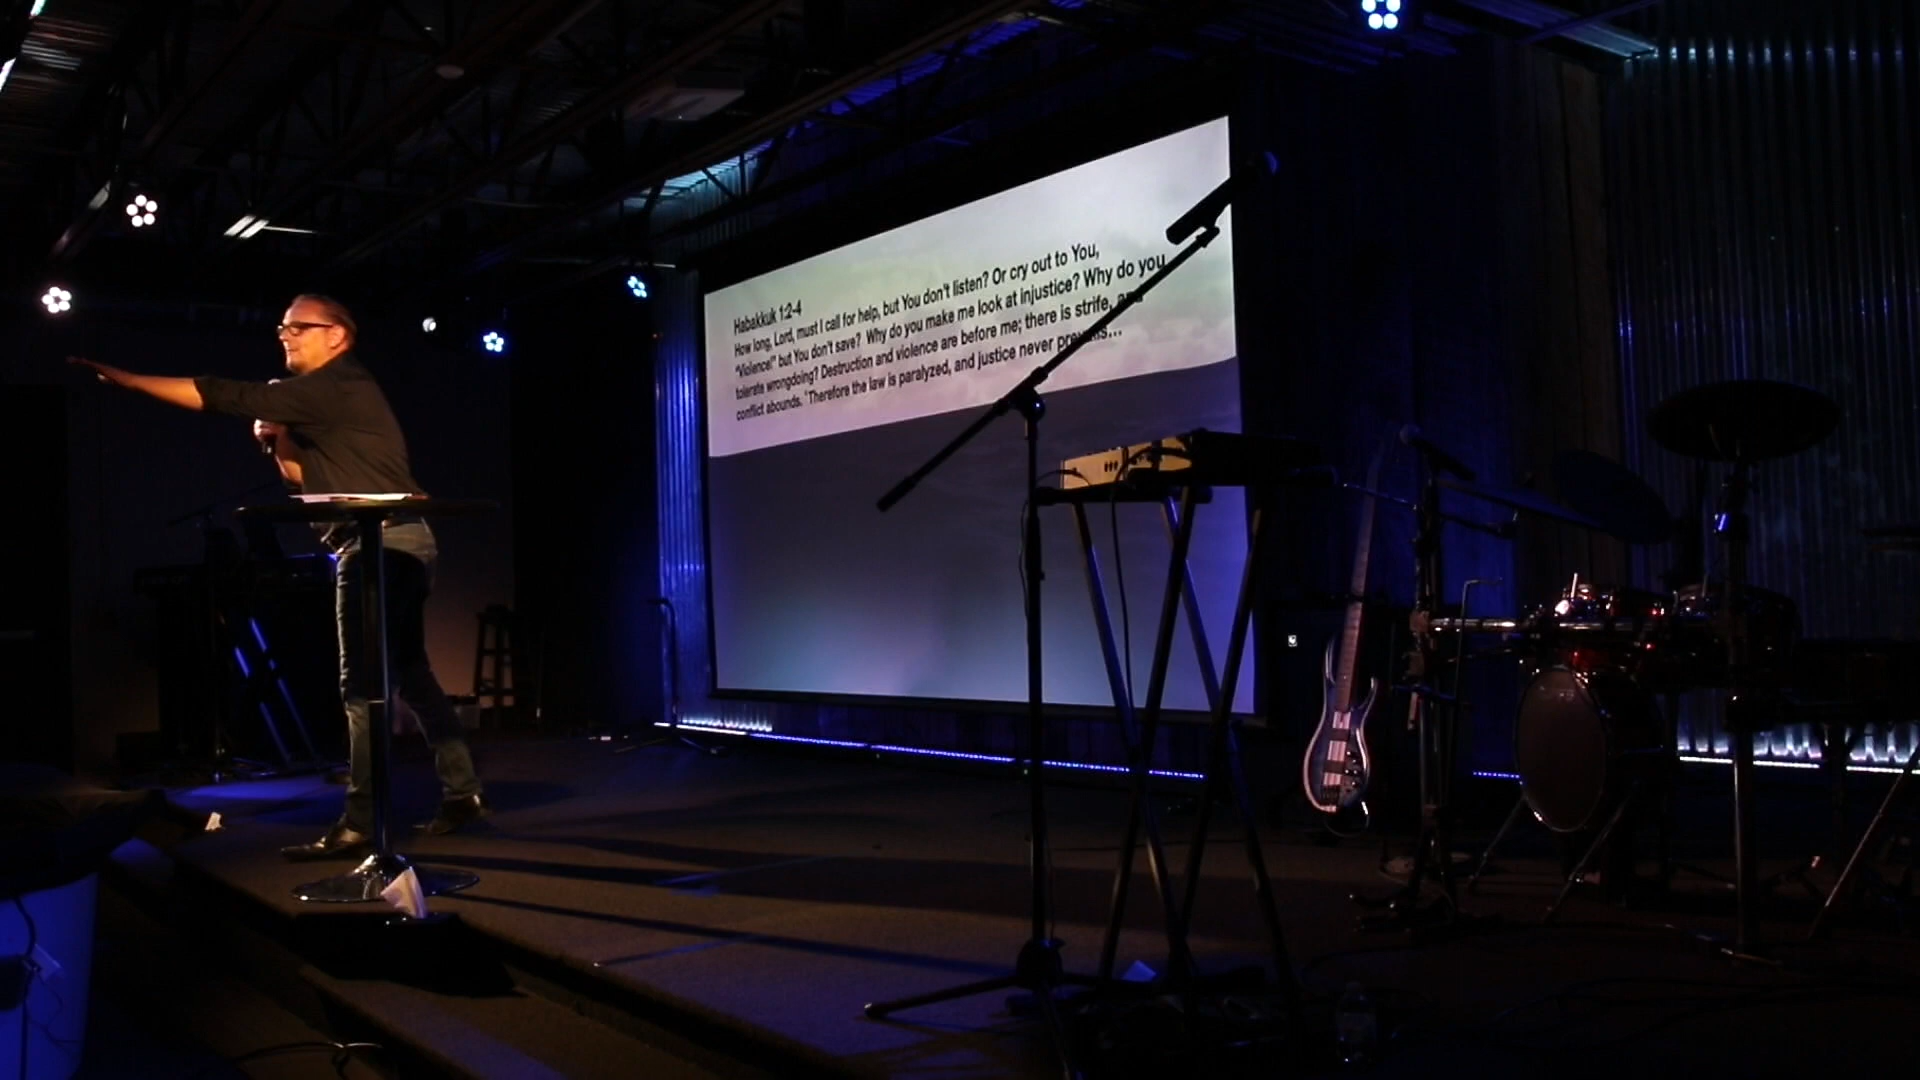 Habakkuk 1:2-4
How long, Lord, must I call for help, but You don't listen? Or cry out to You,
"Violence!" but You don't save? Why do you make me look at injustice? Why do you
tolerate wrongdoing? Destruction and violence are before me; there is strife, and
conflict abounds. Therefore the law is paralyzed, and justice never prevails...